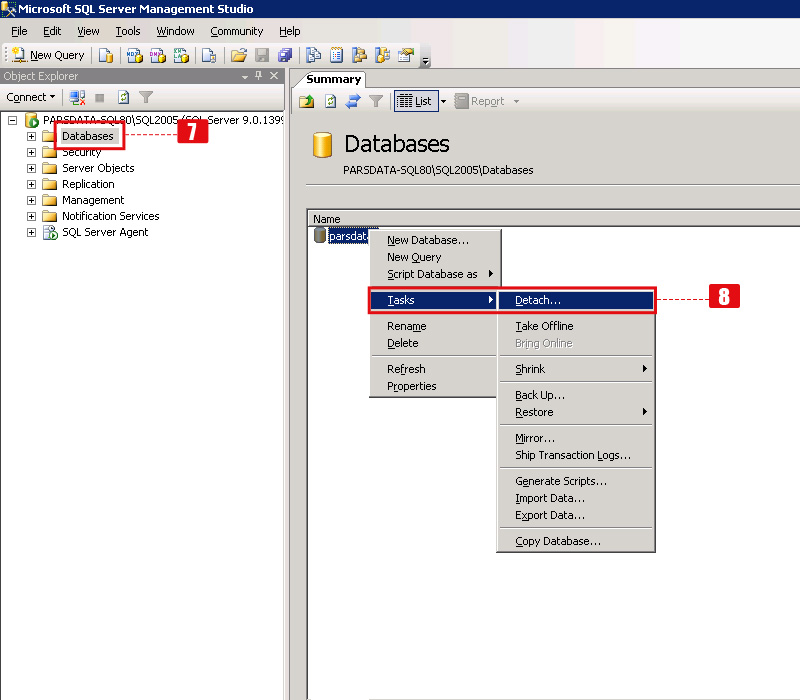 Microsoft SQL Server Management Studio
File Edit View Tools Window Community Help
New Query
Object Explorer
Summary
Connect
List Report
PARSDATA-SQL80\SQL2005 (SQL Server 9.0.1399
Databases
7
Security
Server Objects
Replication
Management
Notification Services
SQL Server Agent
Databases
PARSDATA-SQL80\SQL2005\Databases
Name
parsdat
New Database...
New Query
Script Database as
Tasks
Rename
Delete
Refresh
Properties
Detach...
8
Take Offline
Bring Online
Shrink
Back Up...
Restore
Mirror...
Ship Transaction Logs...
Generate Scripts...
Import Data...
Export Data...
Copy Database...